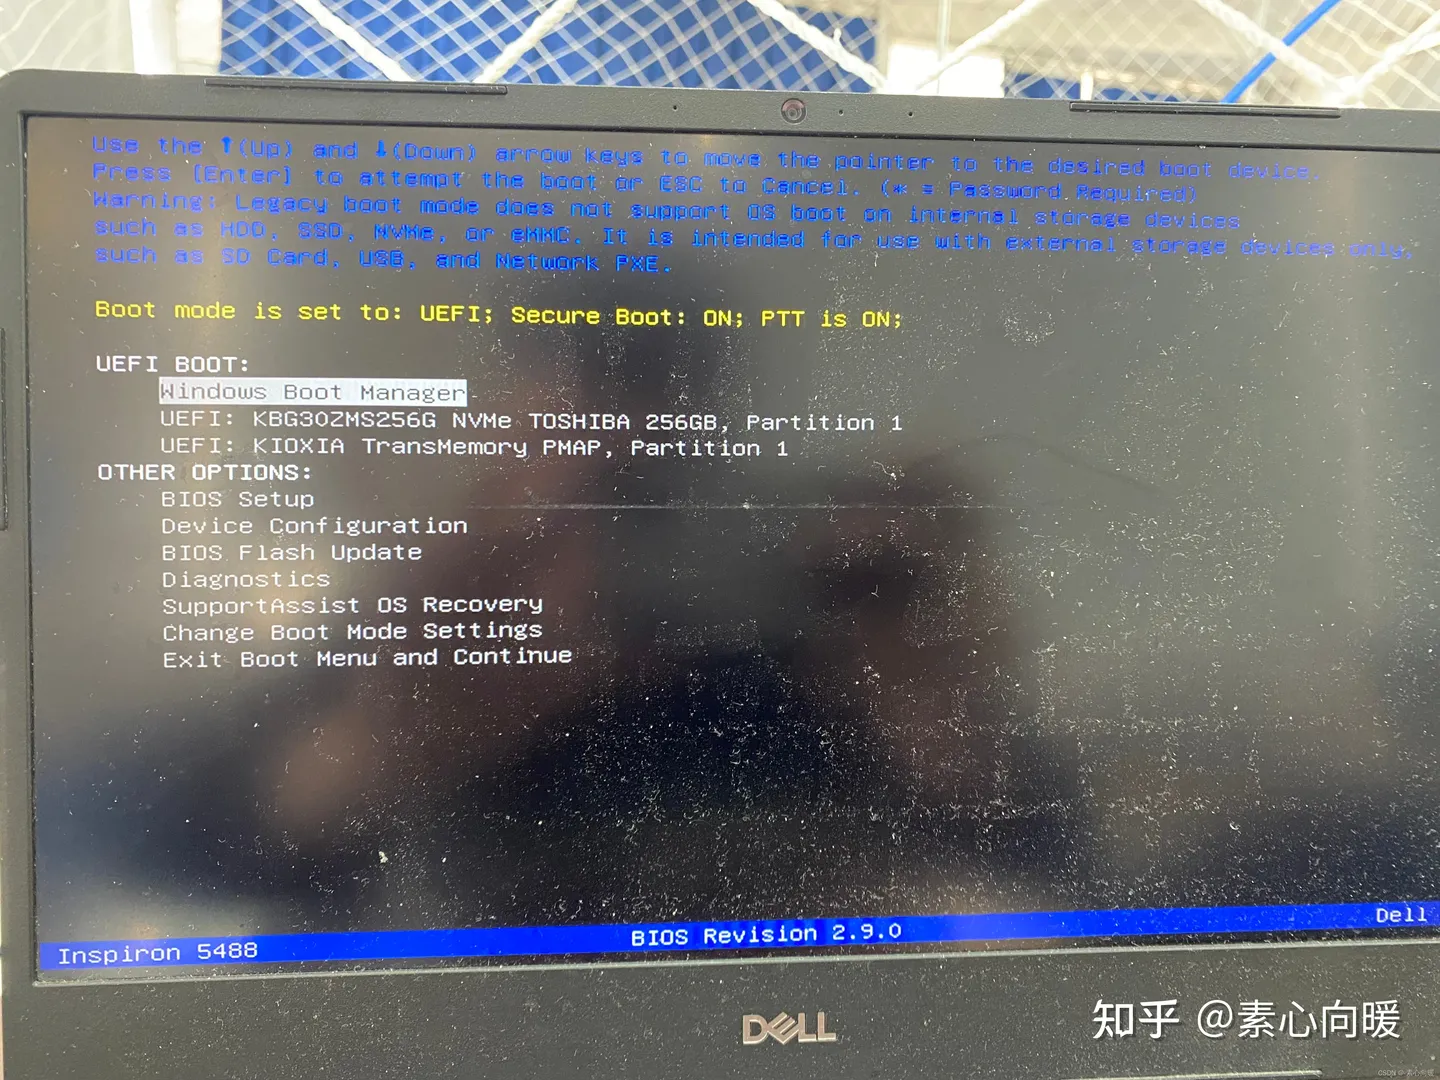 Use the ↑(Up) and ↓(Down) arrow keys to move the pointer to the desired boot device.
Press [Enter] to attempt the boot or ESC to Cancel. (* = Password Required)
Warning: Legacy boot mode does not support OS boot on internal storage devices
such as HDD, SSD, NVMe, or eMMC. It is intended for use with external storage devices only,
such as SD Card, USB, and Network PXE.
Boot mode is set to: UEFI; Secure Boot: ON; PTT is ON;
UEFI BOOT:
Windows Boot Manager
UEFI: KBG30ZMS256G NVMe TOSHIBA 256GB, Partition 1
UEFI: KIOXIA TransMemory PMAP, Partition 1
OTHER OPTIONS:
BIOS Setup
Device Configuration
BIOS Flash Update
Diagnostics
SupportAssist OS Recovery
Change Boot Mode Settings
Exit Boot Menu and Continue
Inspiron 5488
BIOS Revision 2.9.0
Dell
DELL
知乎 @素心向暖
CSDN @素心向暖